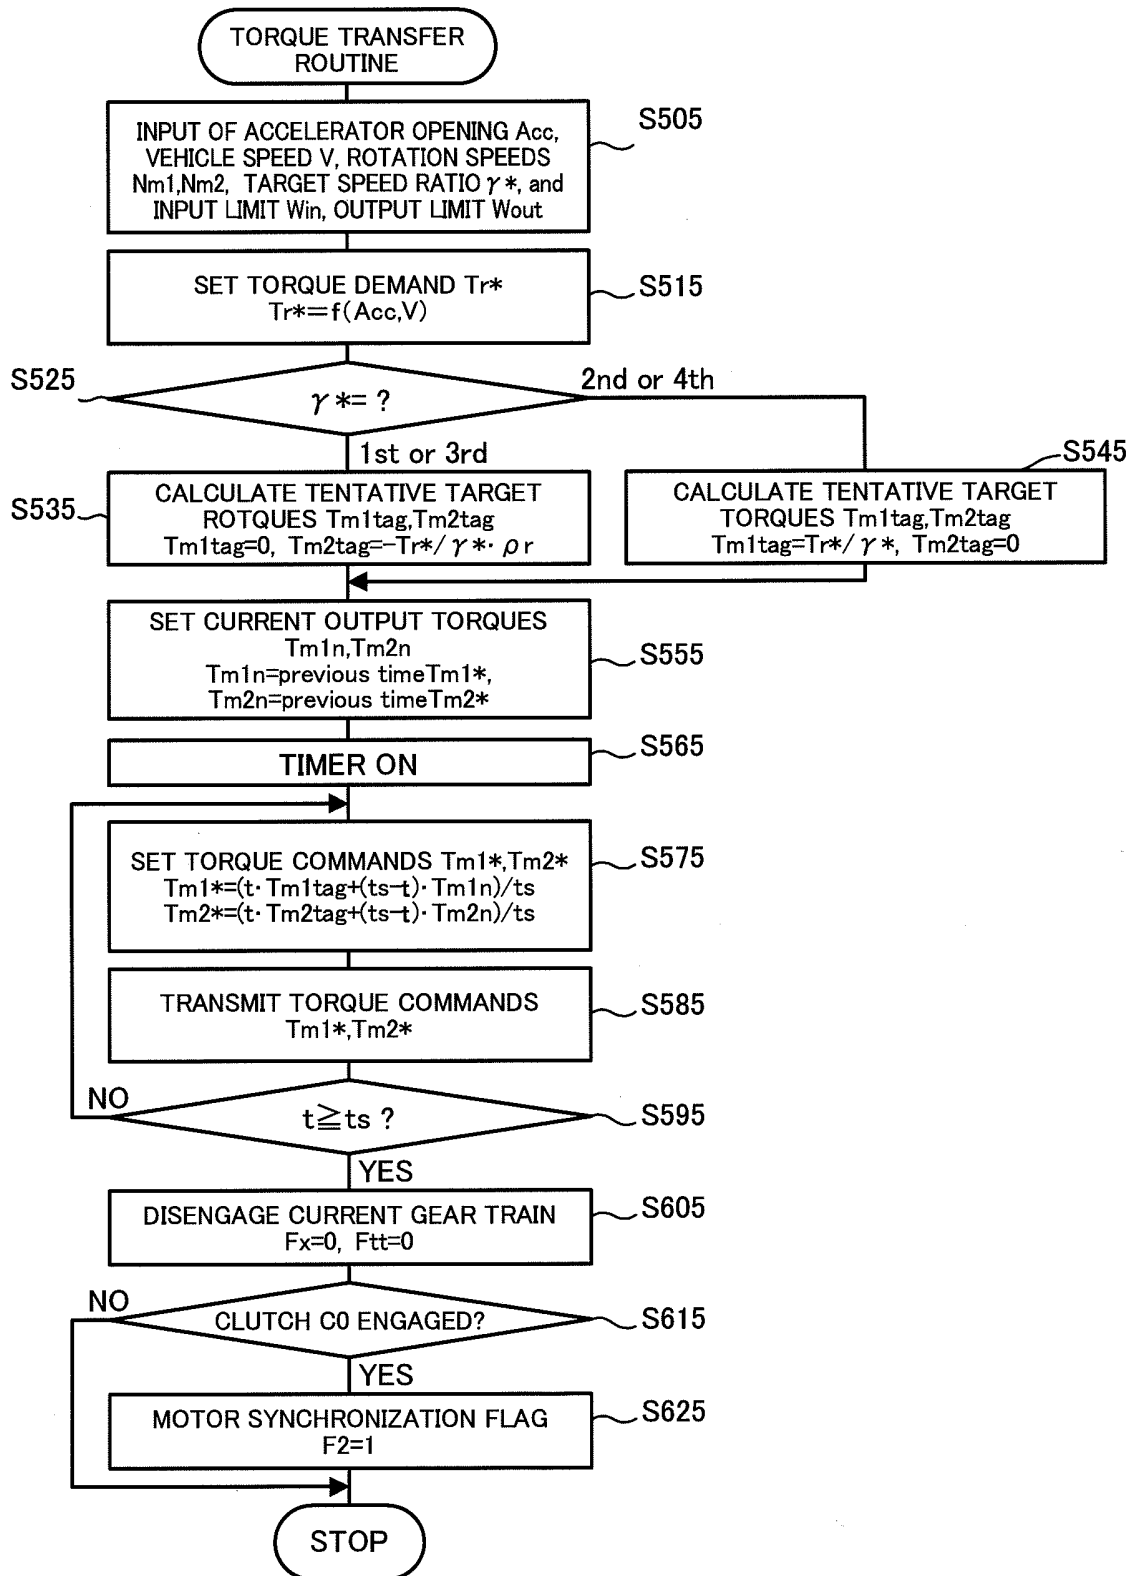 TORQUE TRANSFER
ROUTINE
INPUT OF ACCELERATOR OPENING Acc,
VEHICLE SPEED V, ROTATION SPEEDS
Nm1,Nm2, TARGET SPEED RATIO γ*, and
INPUT LIMIT Win, OUTPUT LIMIT Wout
S505
SET TORQUE DEMAND Tr*
Tr*=f(Acc,V)
S515
S525
γ*= ?
2nd or 4th
1st or 3rd
S535
CALCULATE TENTATIVE TARGET
ROTQUES Tm1tag,Tm2tag
Tm1tag=0, Tm2tag=-Tr*/γ*·ρr
S545
CALCULATE TENTATIVE TARGET
TORQUES Tm1tag,Tm2tag
Tm1tag=Tr*/γ*, Tm2tag=0
SET CURRENT OUTPUT TORQUES
Tm1n,Tm2n
Tm1n=previous timeTm1*,
Tm2n=previous timeTm2*
S555
TIMER ON
S565
SET TORQUE COMMANDS Tm1*,Tm2*
Tm1*=(t·Tm1tag+(ts-t)·Tm1n)/ts
Tm2*=(t·Tm2tag+(ts-t)·Tm2n)/ts
S575
TRANSMIT TORQUE COMMANDS
Tm1*,Tm2*
S585
NO
t≧ts ?
S595
YES
DISENGAGE CURRENT GEAR TRAIN
Fx=0, Ftt=0
S605
NO
CLUTCH C0 ENGAGED?
S615
YES
MOTOR SYNCHRONIZATION FLAG
F2=1
S625
STOP